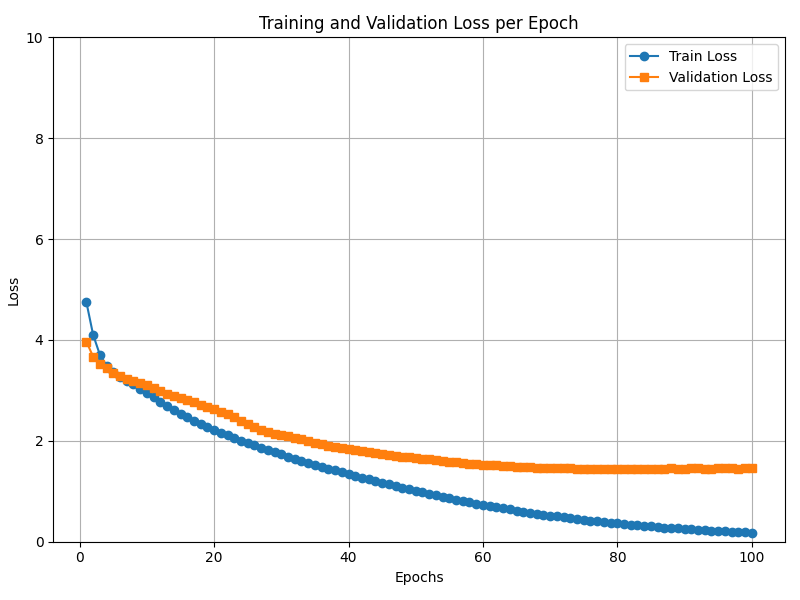 Training and Validation Loss per Epoch
Train Loss
Validation Loss
Loss
10
8
6
4
2
0
0 20 40 60 80 100
Epochs